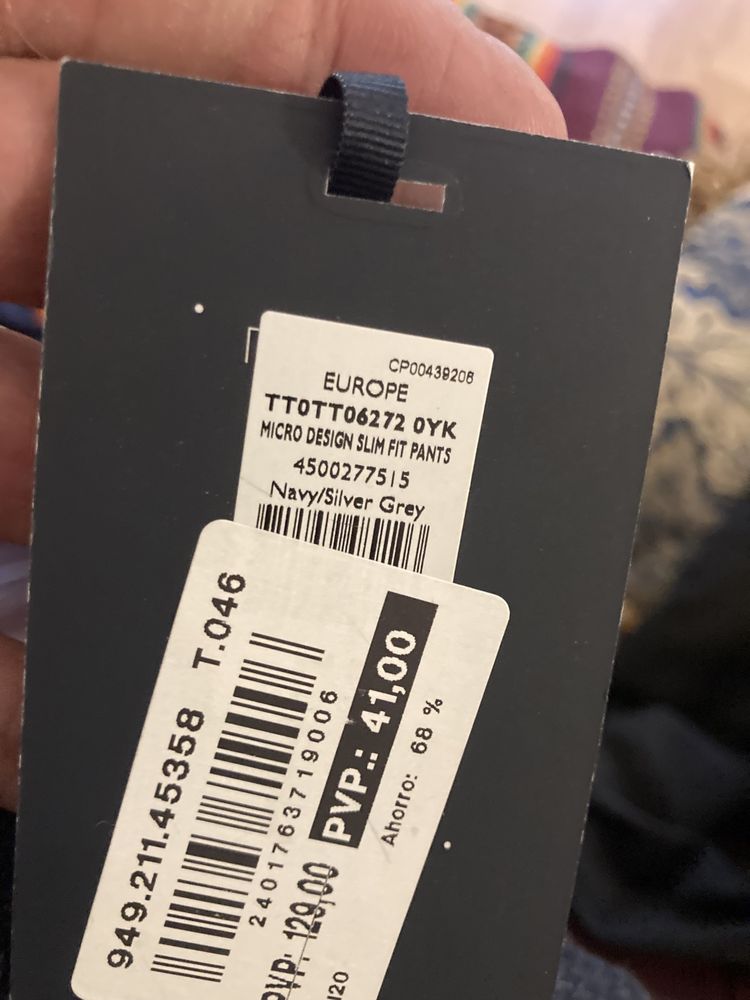 CP00439206
EUROPE
TT0TT06272 0YK
MICRO DESIGN SLIM FIT PANTS
4500277515
Navy/Silver Grey
949.211.45358 T.046
2401763719006
PVP.: 129,00
PVP.: 41,00
Ahorro: 68 %